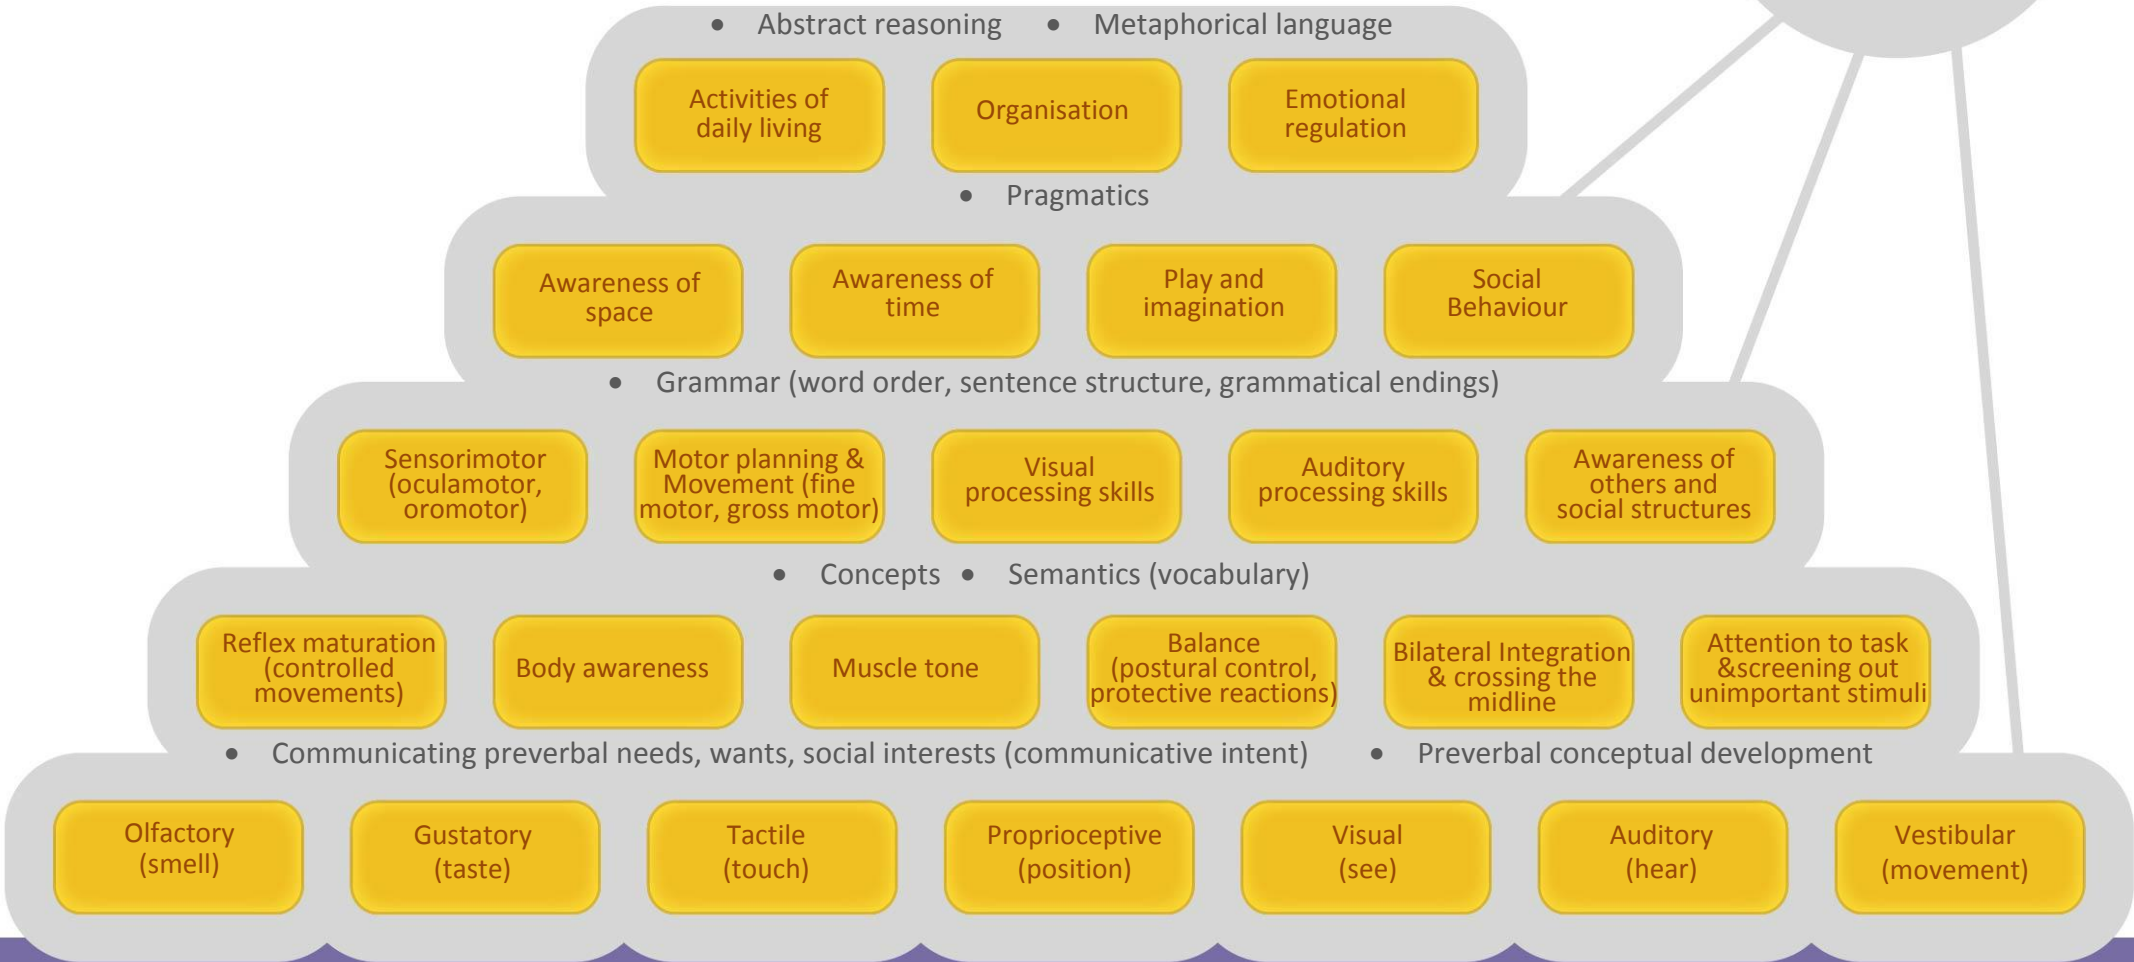 • Abstract reasoning • Metaphorical language
Activities of
daily living
Organisation
Emotional
regulation
• Pragmatics
Awareness of
space
Awareness of
time
Play and
imagination
Social
Behaviour
• Grammar (word order, sentence structure, grammatical endings)
Sensorimotor
(oculamotor,
oromotor)
Motor planning &
Movement (fine
motor, gross motor)
Visual
processing skills
Auditory
processing skills
Awareness of
others and
social structures
• Concepts • Semantics (vocabulary)
Reflex maturation
(controlled
movements)
Body awareness
Muscle tone
Balance
(postural control,
protective reactions)
Bilateral Integration
& crossing the
midline
Attention to task
&screening out
unimportant stimuli
• Communicating preverbal needs, wants, social interests (communicative intent) • Preverbal conceptual development
Olfactory
(smell)
Gustatory
(taste)
Tactile
(touch)
Proprioceptive
(position)
Visual
(see)
Auditory
(hear)
Vestibular
(movement)